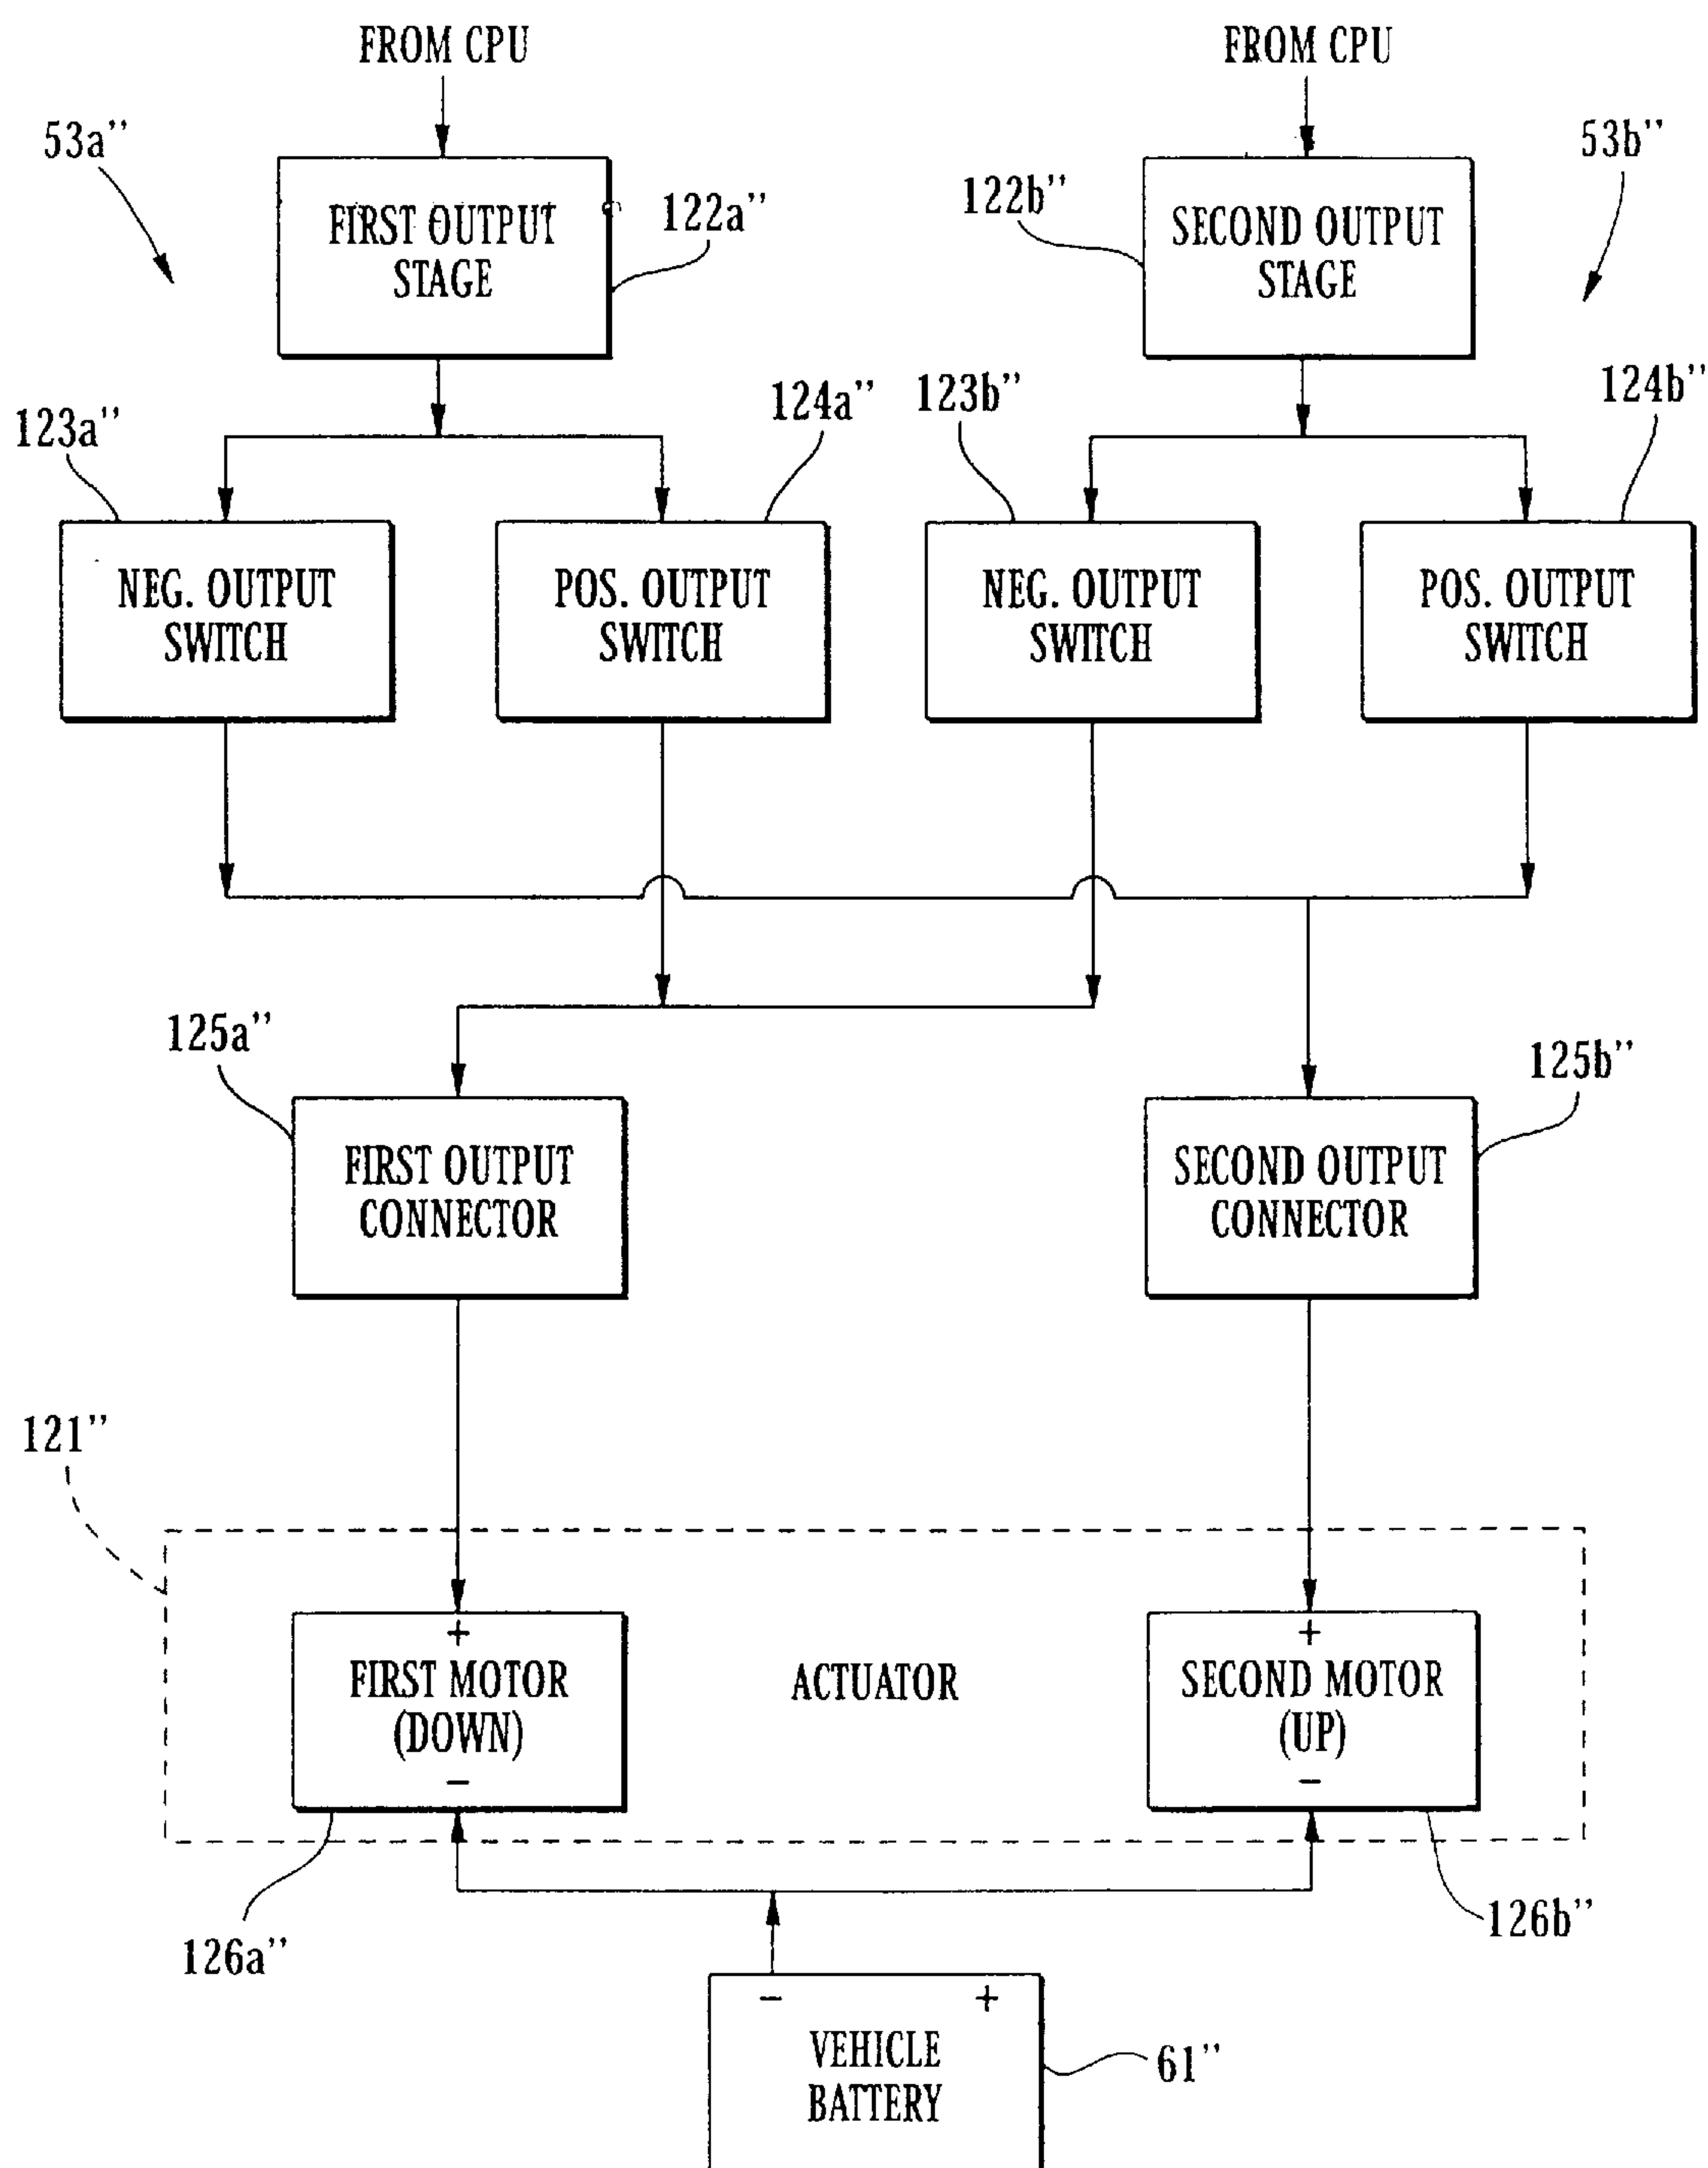 FROM CPU
FROM CPU
53a’’
53b’’
122a’’
122b’’
FIRST OUTPUT
STAGE
SECOND OUTPUT
STAGE
123a’’
124a’’
123b’’
124b’’
NEG. OUTPUT
SWITCH
POS. OUTPUT
SWITCH
NEG. OUTPUT
SWITCH
POS. OUTPUT
SWITCH
125a’’
125b’’
FIRST OUTPUT
CONNECTOR
SECOND OUTPUT
CONNECTOR
121’’
+
FIRST MOTOR
(DOWN)
−
ACTUATOR
+
SECOND MOTOR
(UP)
−
126a’’
126b’’
− +
VEHICLE
BATTERY
61’’